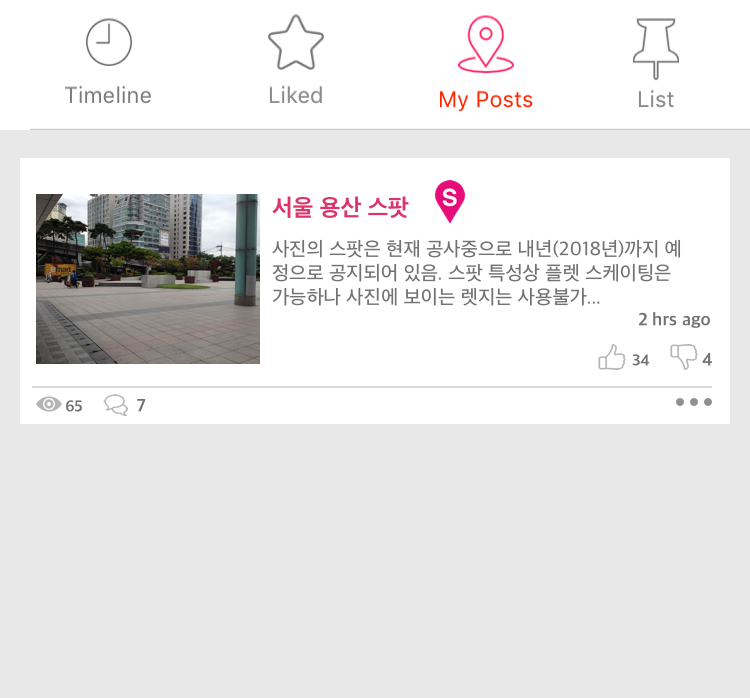 Timeline
Liked
My Posts
List
서울 용산 스팟
S
사진의 스팟은 현재 공사중으로 내년(2018년)까지 예
정으로 공지되어 있음. 스팟 특성상 플렛 스케이팅은
가능하나 사진에 보이는 렛지는 사용불가...
2 hrs ago
34
4
65
7